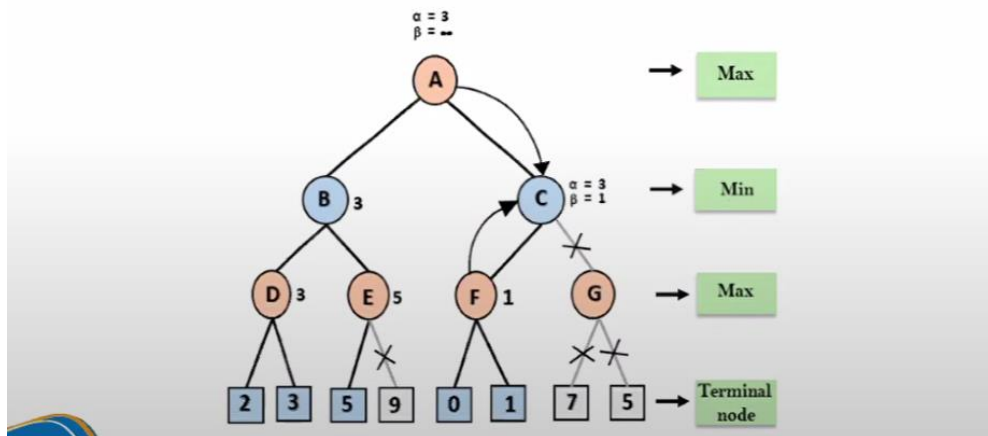 α = 3
β = ∞
A
Max
B
3
C
α = 3
β = 1
Min
D
3
E
5
F
1
G
Max
2
3
5
9
0
1
7
5
Terminal
node